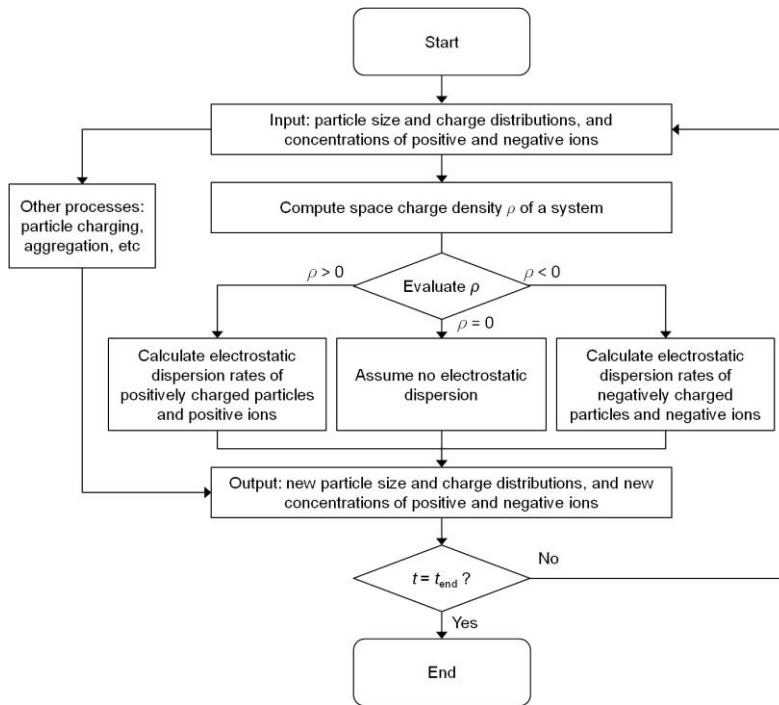 Start
Input: particle size and charge distributions, and
concentrations of positive and negative ions
Other processes:
particle charging,
aggregation, etc
Compute space charge density ρ of a system
ρ > 0
Evaluate ρ
ρ < 0
ρ = 0
Calculate electrostatic
dispersion rates of
positively charged particles
and positive ions
Assume no electrostatic
dispersion
Calculate electrostatic
dispersion rates of
negatively charged
particles and negative ions
Output: new particle size and charge distributions, and new
concentrations of positive and negative ions
t = tend ?
No
Yes
End